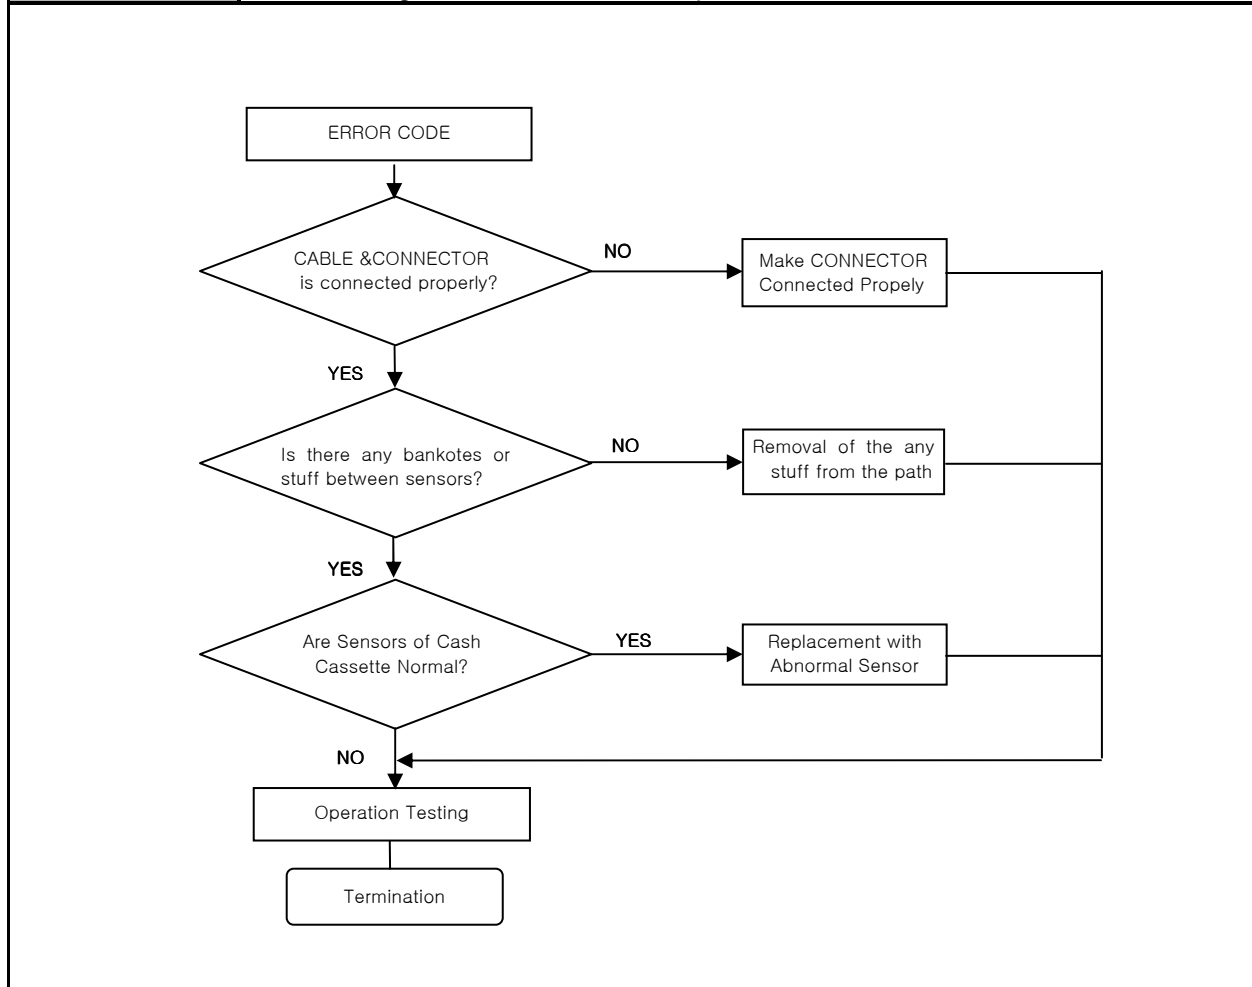 ERROR CODE
CABLE &CONNECTOR
is connected properly?
NO
Make CONNECTOR
Connected Propely
YES
Is there any bankotes or
stuff between sensors?
NO
Removal of the any
stuff from the path
YES
Are Sensors of Cash
Cassette Normal?
YES
Replacement with
Abnormal Sensor
NO
Operation Testing
Termination